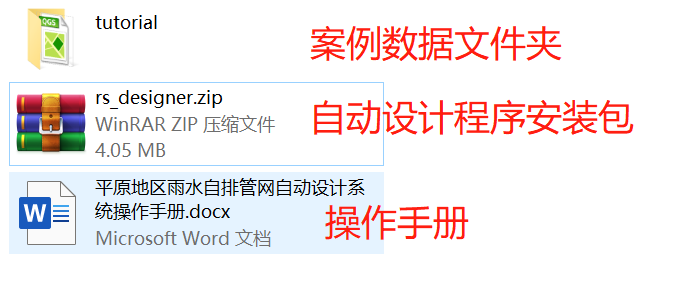 tutorial
案例数据文件夹
QGS
rs_designer.zip
WinRAR ZIP 压缩文件
4.05 MB
自动设计程序安装包
平原地区雨水自排管网自动设计系
统操作手册.docx
Microsoft Word 文档
W
操作手册